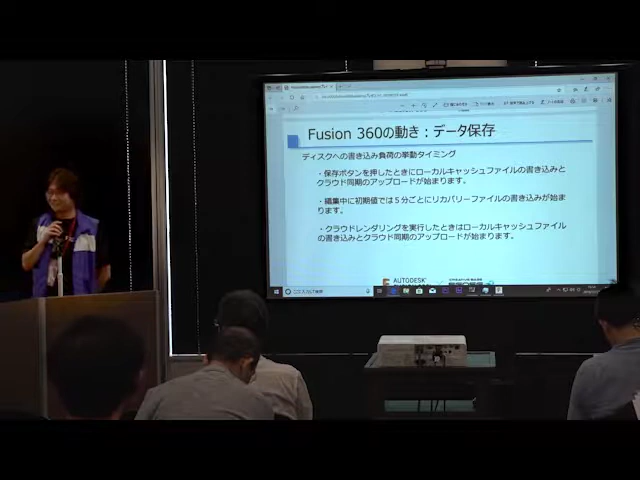 Fusion 360の動き：データ保存
ディスクへの書き込み負荷の挙動タイミング
・保存ボタンを押したときにローカルキャッシュファイルの書き込みと
クラウド同期のアップロードが始まります。
・編集中に初期値では５分ごとにリカバリーファイルの書き込みが始ま
ります。
・クラウドレンダリングを実行したときはローカルキャッシュファイル
の書き込みとクラウド同期のアップロードが始まります。
AUTODESK